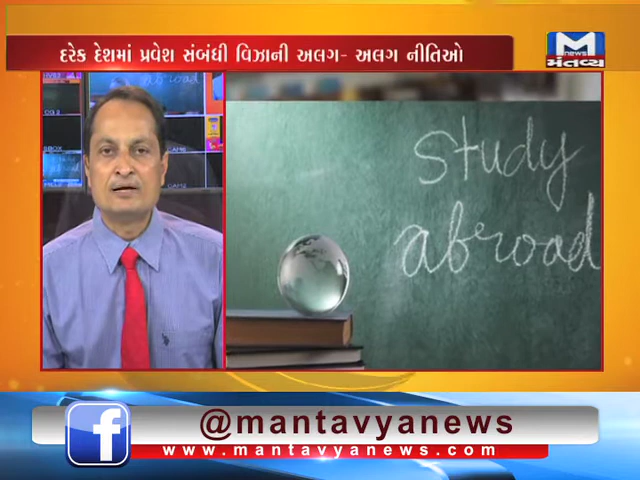 દરેક દેશમાં પ્રવેશ સંબંધી વિઝાની અલગ- અલગ નીતિઓ
M
news
મંતવ્ય
Study
abroad
f
@mantavyanews
www.mantavyanews.com